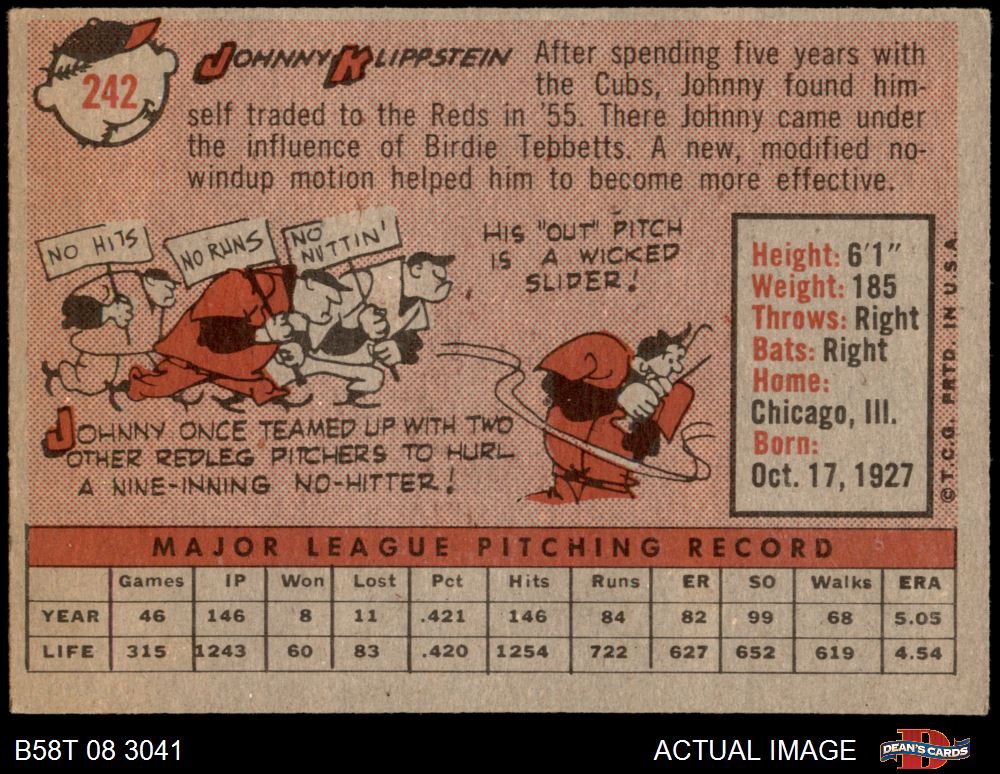 242
JOHNNY KLIPPSTEIN
After spending five years with
the Cubs, Johnny found him-
self traded to the Reds in '55. There Johnny came under
the influence of Birdie Tebbetts. A new, modified no-
windup motion helped him to become more effective.
NO HITS
NO RUNS
NO
NUTTIN'
HIS "OUT" PITCH
IS A WICKED
SLIDER!
JOHNNY ONCE TEAMED UP WITH TWO
OTHER REDLEG PITCHERS TO HURL
A NINE-INNING NO-HITTER!
Height: 6'1"
Weight: 185
Throws: Right
Bats: Right
Home:
Chicago, Ill.
Born:
Oct. 17, 1927
© T.C.G. PRTD. IN U.S.A.
MAJOR LEAGUE PITCHING RECORD
Games IP Won Lost Pct Hits Runs ER SO Walks ERA
YEAR 46 146 8 11 .421 146 84 82 99 68 5.05
LIFE 315 1243 60 83 .420 1254 722 627 652 619 4.54
B58T 08 3041
ACTUAL IMAGE
DEAN'S CARDS